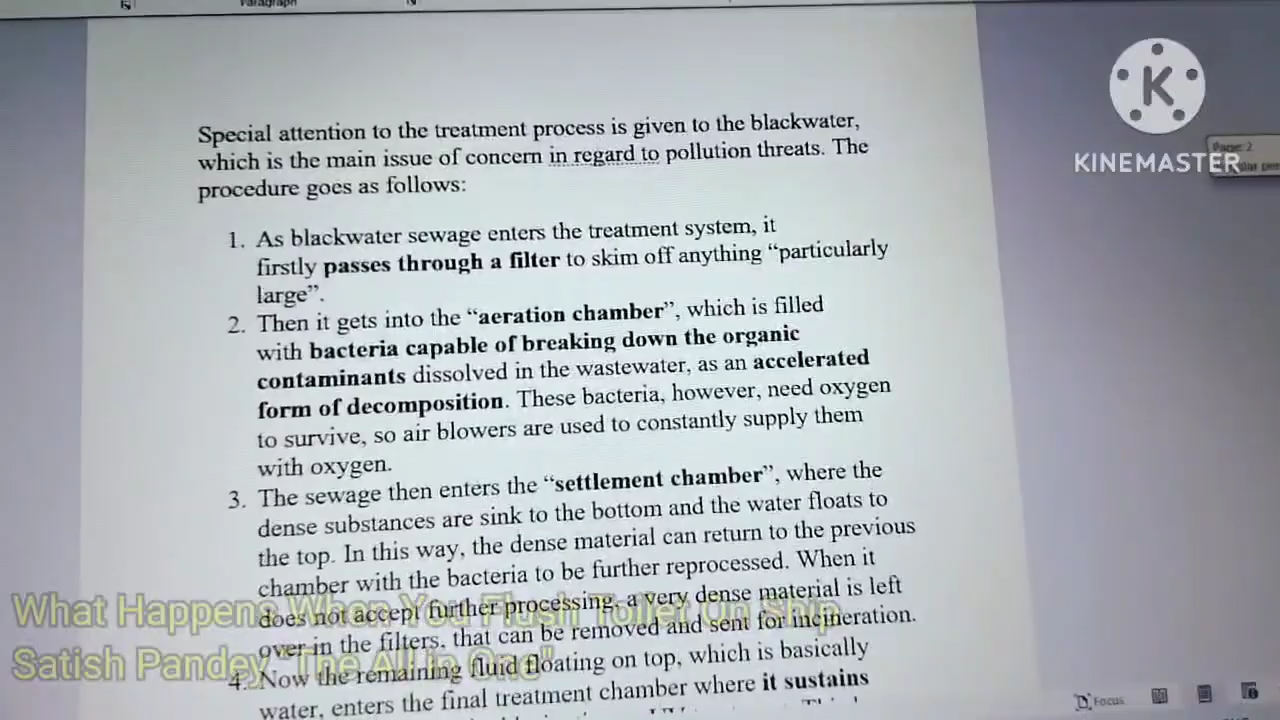 Paragraph
Special attention to the treatment process is given to the blackwater,
which is the main issue of concern in regard to pollution threats. The
procedure goes as follows:
1. As blackwater sewage enters the treatment system, it
firstly passes through a filter to skim off anything “particularly
large”.
2. Then it gets into the “aeration chamber”, which is filled
with bacteria capable of breaking down the organic
contaminants dissolved in the wastewater, as an accelerated
form of decomposition. These bacteria, however, need oxygen
to survive, so air blowers are used to constantly supply them
with oxygen.
3. The sewage then enters the “settlement chamber”, where the
dense substances are sink to the bottom and the water floats to
the top. In this way, the dense material can return to the previous
chamber with the bacteria to be further reprocessed. When it
does not accept further processing, a very dense material is left
over in the filters, that can be removed and sent for incineration.
4. Now the remaining fluid floating on top, which is basically
water, enters the final treatment chamber where it sustains
What Happens When You Flush Toilet On Ship
Satish Pandey "The All in One"
K
KINEMASTER
Page: 2
Focus